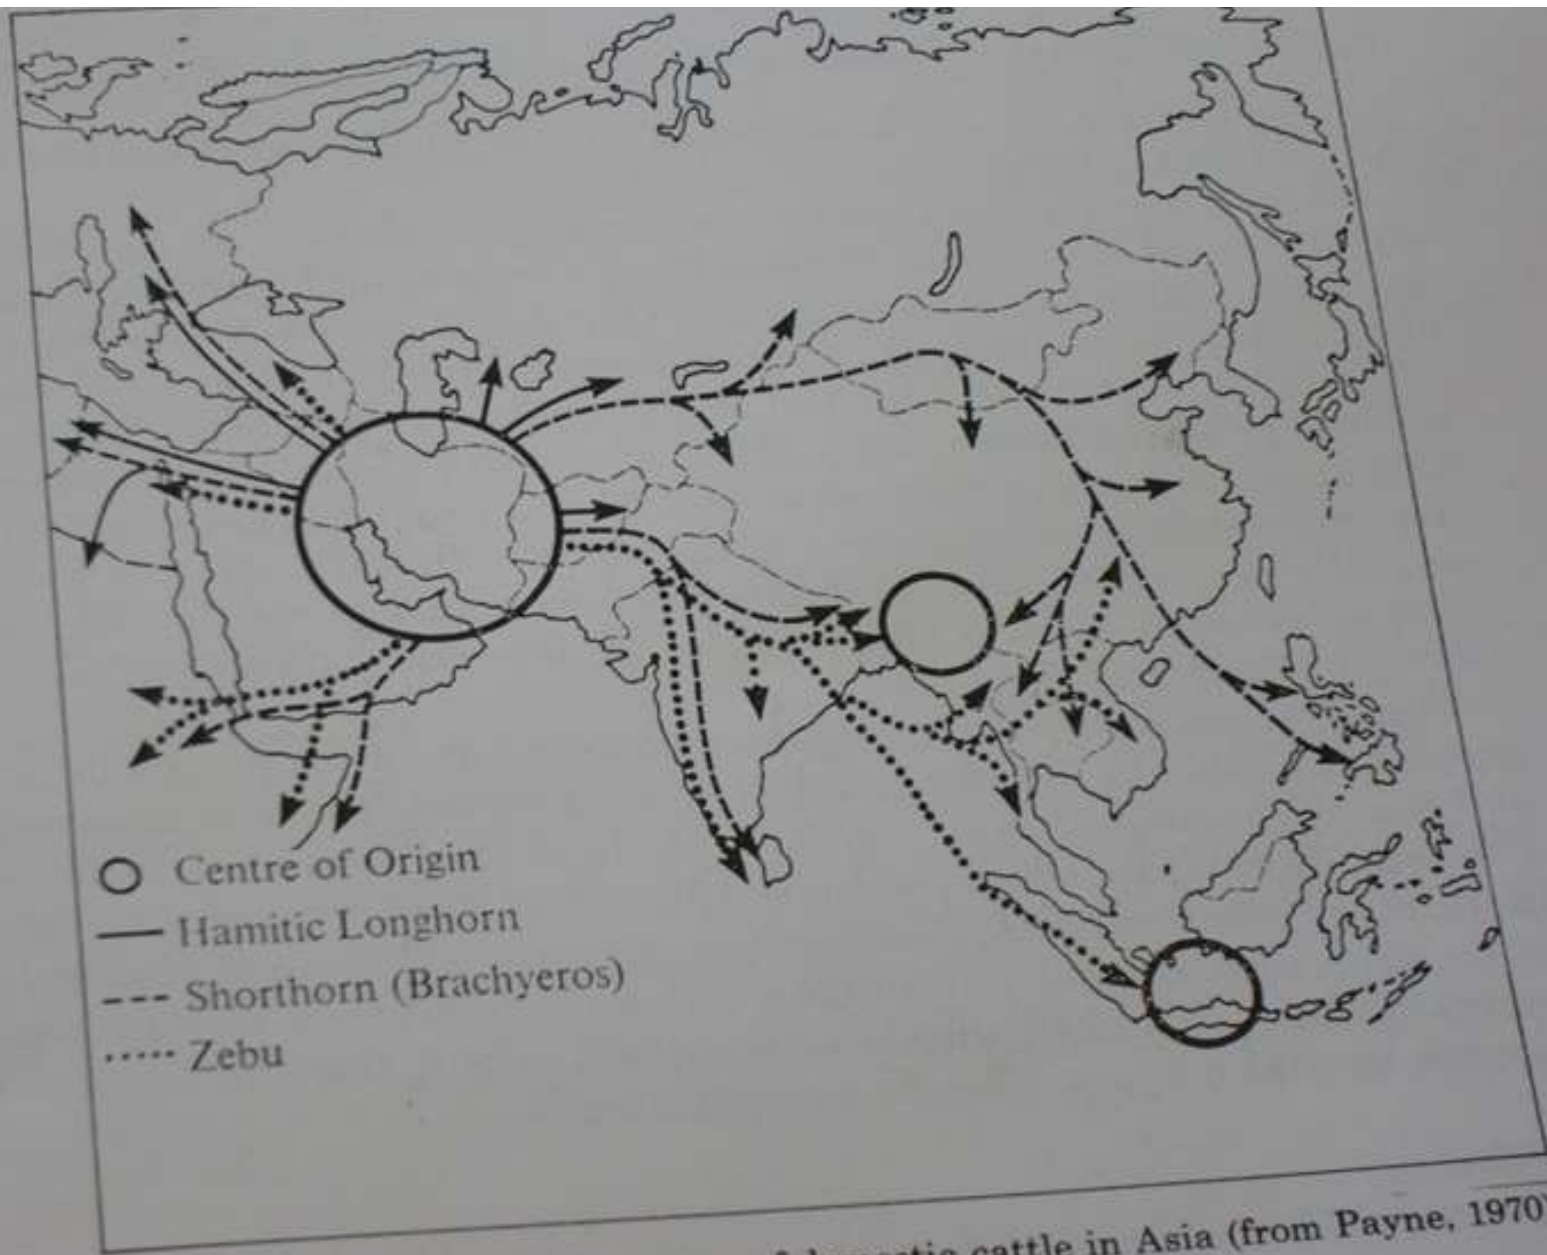 Centre of Origin
Hamitic Longhorn
Shorthorn (Brachyeros)
Zebu
cattle in Asia (from Payne, 1970)